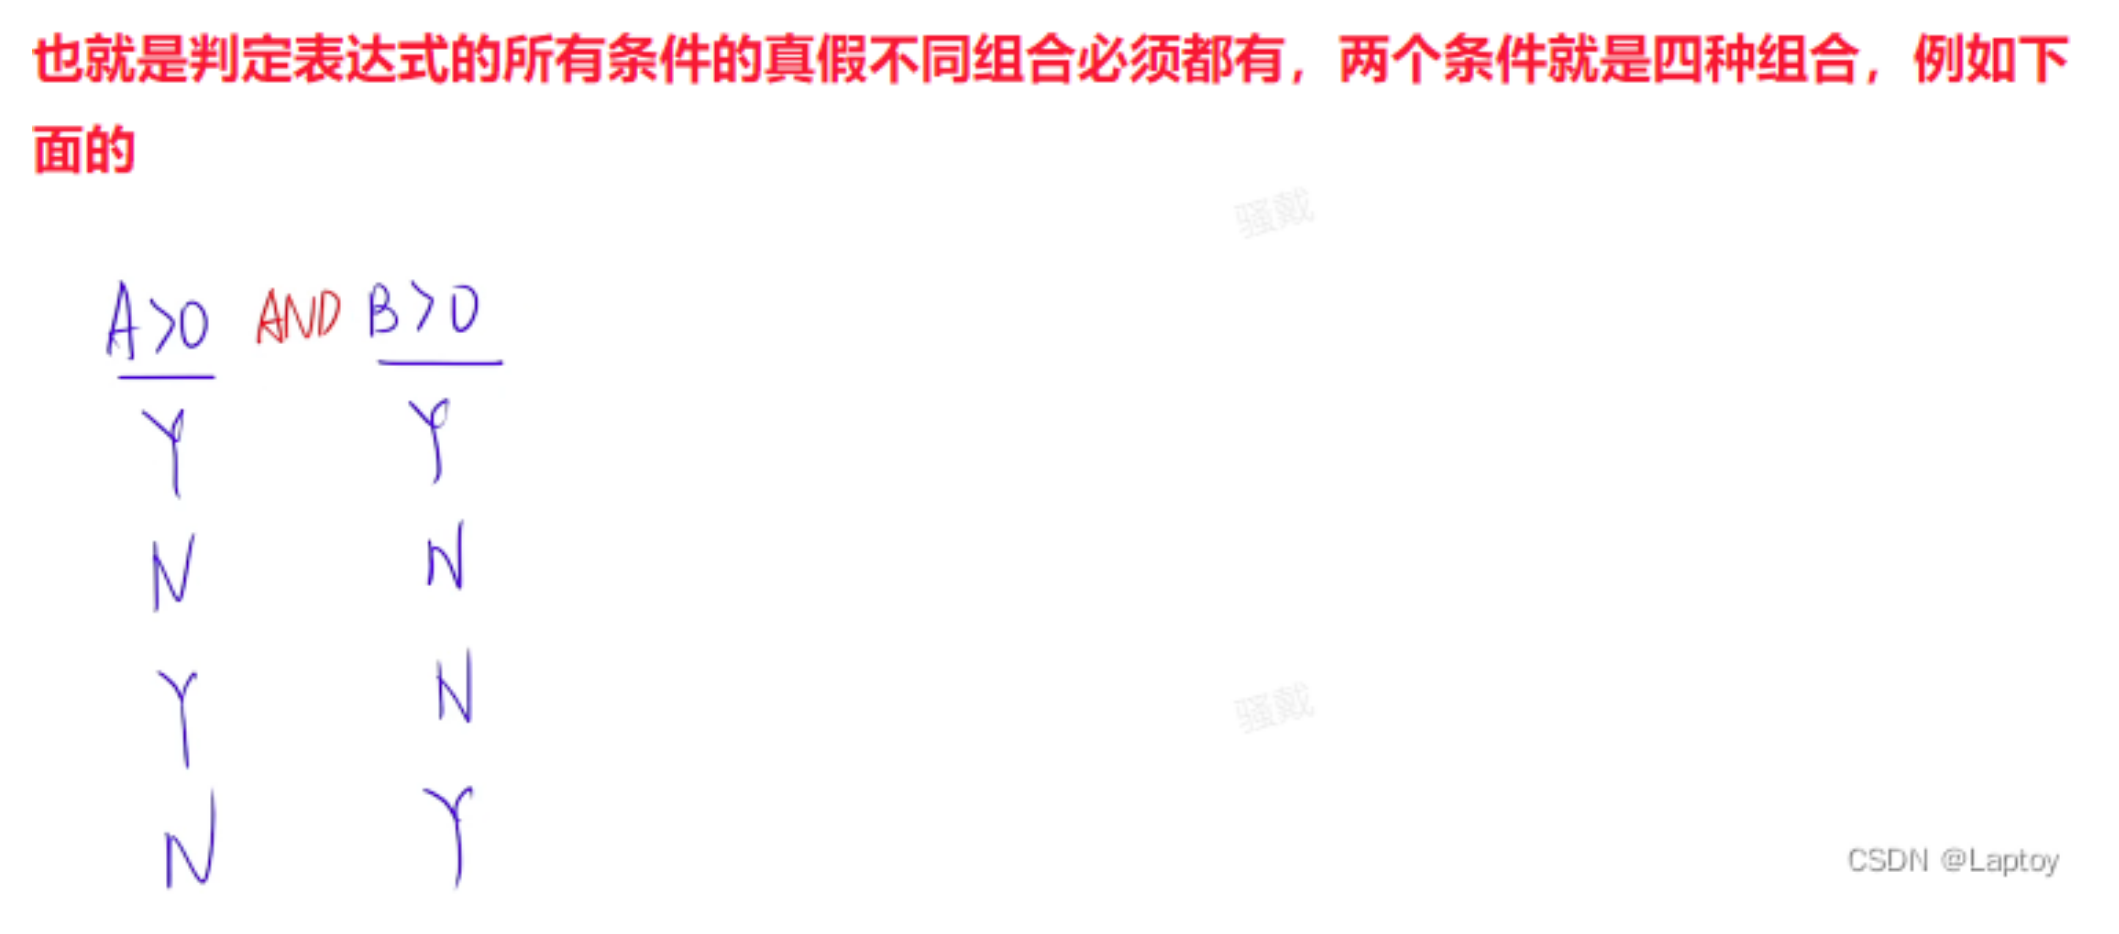 也就是判定表达式的所有条件的真假不同组合必须都有，两个条件就是四种组合，例如下
面的
骚戴
A>0 AND B>0
Y Y
N N
Y N
骚戴
N Y
CSDN @Laptoy